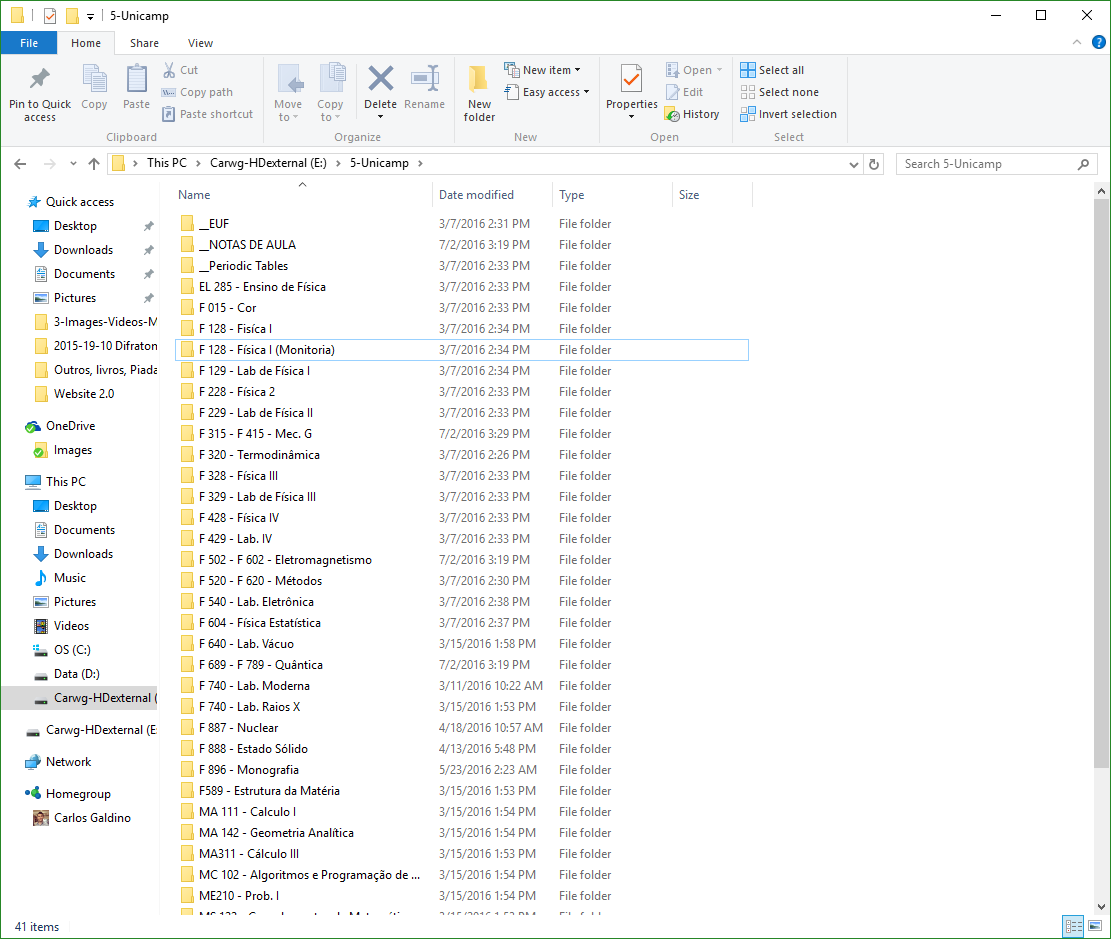 5-Unicamp
File Home Share View
Pin to Quick access
Copy
Paste
Cut
Copy path
Paste shortcut
Clipboard
Move to
Copy to
Delete
Rename
Organize
New folder
New item
Easy access
New
Properties
Open
Edit
History
Open
Select all
Select none
Invert selection
Select
This PC Carwg-HDexternal (E:) 5-Unicamp
Search 5-Unicamp
Quick access
Desktop
Downloads
Documents
Pictures
3-Images-Videos-M
2015-19-10 Difraton
Outros, livros, Piada
Website 2.0
OneDrive
Images
This PC
Desktop
Documents
Downloads
Music
Pictures
Videos
OS (C:)
Data (D:)
Carwg-HDexternal (
Carwg-HDexternal (E:
Network
Homegroup
Carlos Galdino
Name Date modified Type Size
__EUF 3/7/2016 2:31 PM File folder
__NOTAS DE AULA 7/2/2016 3:19 PM File folder
__Periodic Tables 3/7/2016 2:33 PM File folder
EL 285 - Ensino de Física 3/7/2016 2:33 PM File folder
F 015 - Cor 3/7/2016 2:33 PM File folder
F 128 - Fisíca I 3/7/2016 2:34 PM File folder
F 128 - Física I (Monitoria) 3/7/2016 2:34 PM File folder
F 129 - Lab de Física I 3/7/2016 2:34 PM File folder
F 228 - Física 2 3/7/2016 2:33 PM File folder
F 229 - Lab de Física II 3/7/2016 2:33 PM File folder
F 315 - F 415 - Mec. G 7/2/2016 3:29 PM File folder
F 320 - Termodinâmica 3/7/2016 2:26 PM File folder
F 328 - Física III 3/7/2016 2:33 PM File folder
F 329 - Lab de Física III 3/7/2016 2:33 PM File folder
F 428 - Física IV 3/7/2016 2:33 PM File folder
F 429 - Lab. IV 3/7/2016 2:33 PM File folder
F 502 - F 602 - Eletromagnetismo 7/2/2016 3:19 PM File folder
F 520 - F 620 - Métodos 3/7/2016 2:30 PM File folder
F 540 - Lab. Eletrônica 3/7/2016 2:38 PM File folder
F 604 - Física Estatística 3/7/2016 2:37 PM File folder
F 640 - Lab. Vácuo 3/15/2016 1:58 PM File folder
F 689 - F 789 - Quântica 7/2/2016 3:19 PM File folder
F 740 - Lab. Moderna 3/11/2016 10:22 AM File folder
F 740 - Lab. Raios X 3/15/2016 1:53 PM File folder
F 887 - Nuclear 4/18/2016 10:57 AM File folder
F 888 - Estado Sólido 4/13/2016 5:48 PM File folder
F 896 - Monografia 5/23/2016 2:23 AM File folder
F589 - Estrutura da Matéria 3/15/2016 1:53 PM File folder
MA 111 - Calculo I 3/15/2016 1:54 PM File folder
MA 142 - Geometria Analítica 3/15/2016 1:54 PM File folder
MA311 - Cálculo III 3/15/2016 1:53 PM File folder
MC 102 - Algoritmos e Programação de ... 3/15/2016 1:54 PM File folder
ME210 - Prob. I 3/15/2016 1:54 PM File folder
41 items